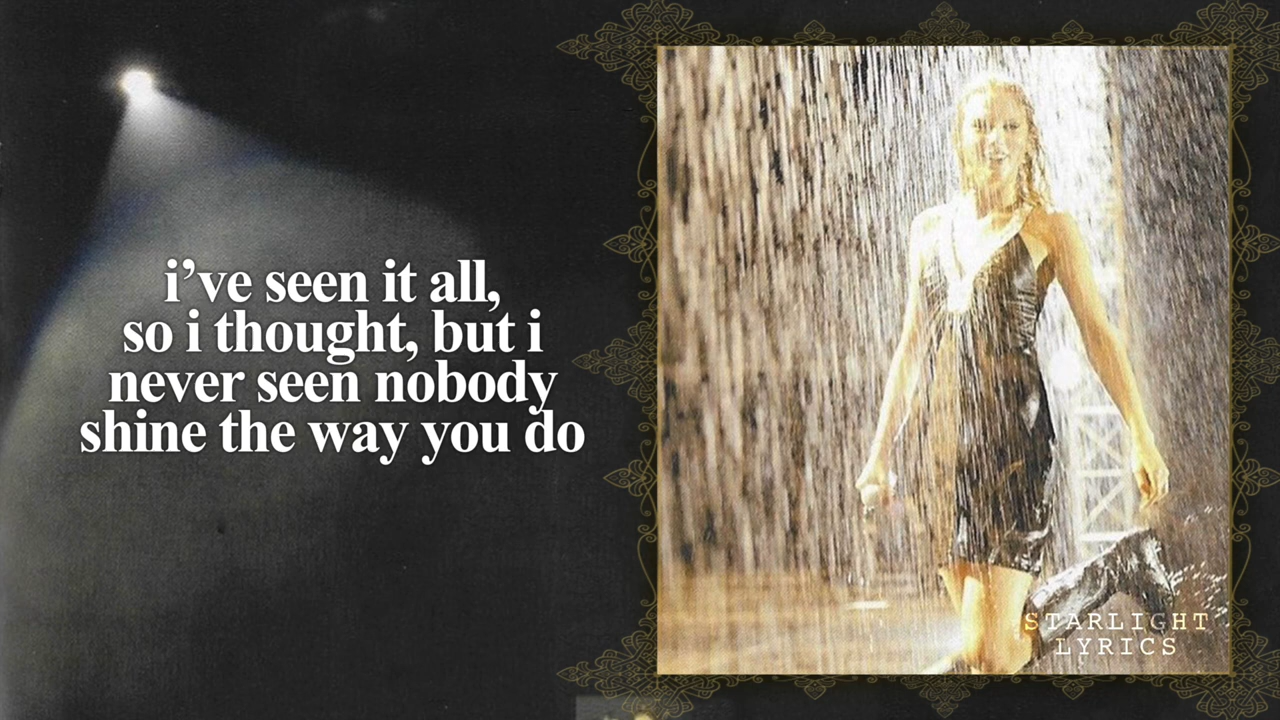 i've seen it all,
so i thought, but i
never seen nobody
shine the way you do
STARLIGHT
LYRICS